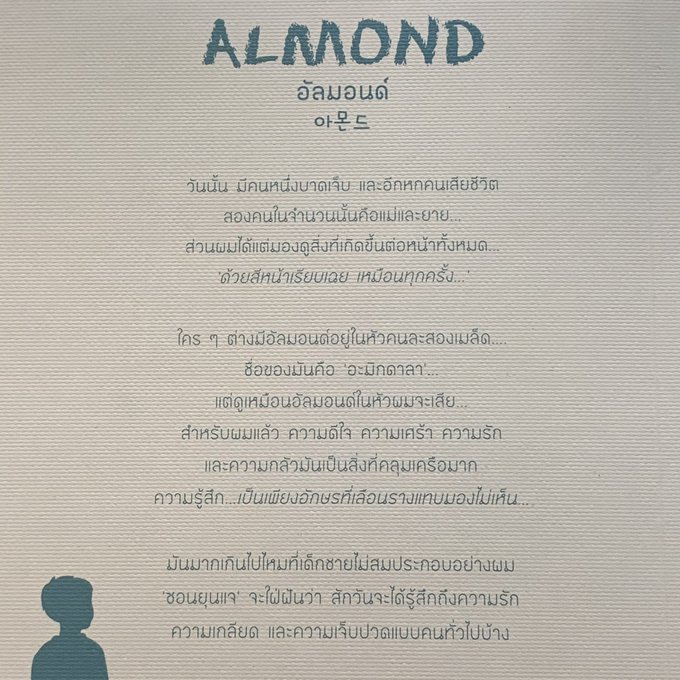 ALMOND
อัลมอนด์
아몬드
วันนั้น มีคนหนึ่งบาดเจ็บ และอีกหกคนเสียชีวิต
สองคนในจำนวนนั้นคือแม่และยาย...
ส่วนผมได้แต่มองดูสิ่งที่เกิดขึ้นต่อหน้าทั้งหมด...
'ด้วยสีหน้าเรียบเฉย เหมือนทุกครั้ง...'
ใคร ๆ ต่างมีอัลมอนด์อยู่ในหัวคนละสองเมล็ด....
ชื่อของมันคือ 'อะมิกดาลา'...
แต่ดูเหมือนอัลมอนด์ในหัวผมจะเสีย...
สำหรับผมแล้ว ความดีใจ ความเศร้า ความรัก
และความกลัวมันเป็นสิ่งที่คลุมเครือมาก
ความรู้สึก...เป็นเพียงอักษรที่เลือนรางแทบมองไม่เห็น...
มันมากเกินไปไหมที่เด็กชายไม่สมประกอบอย่างผม
'ซอนยุนแจ' จะใฝ่ฝันว่า สักวันจะได้รู้สึกถึงความรัก
ความเกลียด และความเจ็บปวดแบบคนทั่วไปบ้าง